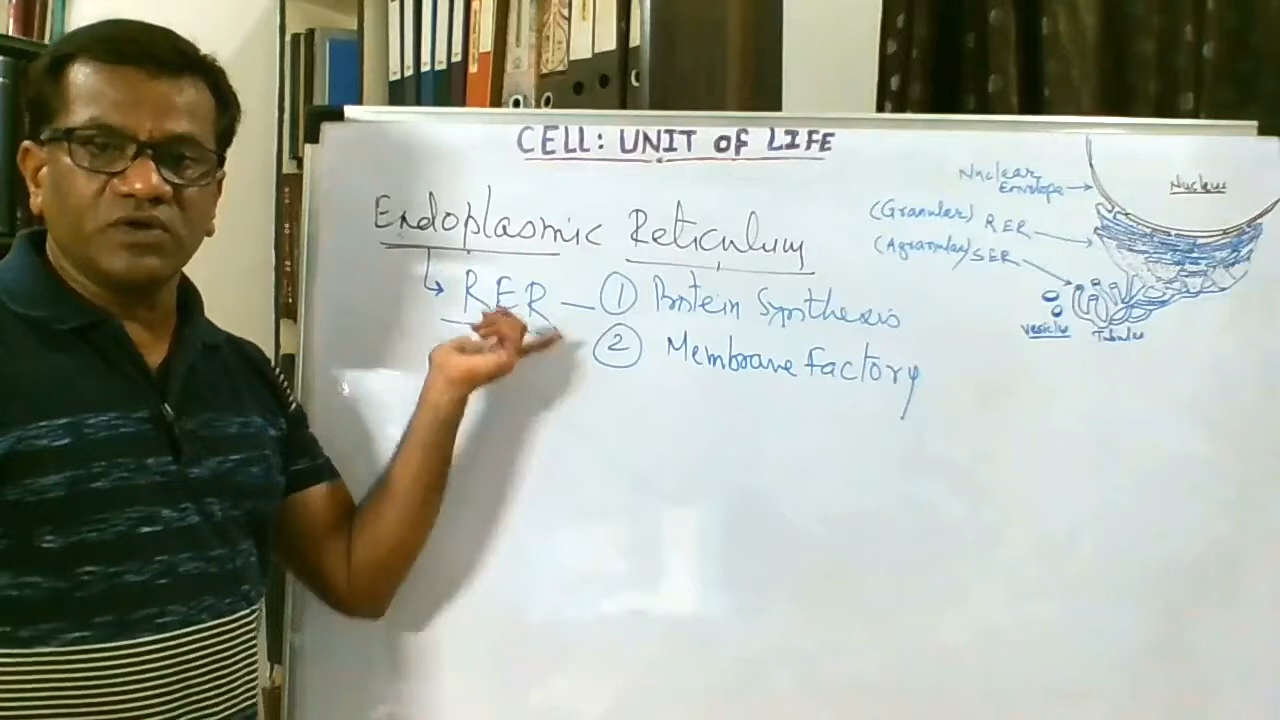 CELL: UNIT OF LIFE
Endoplasmic Reticulum
RER – ① Protein Synthesis
② Membrane factory
Nuclear Envelope
Nucleus
(Granular) RER
(Agranular) SER
vesicles
Tubules